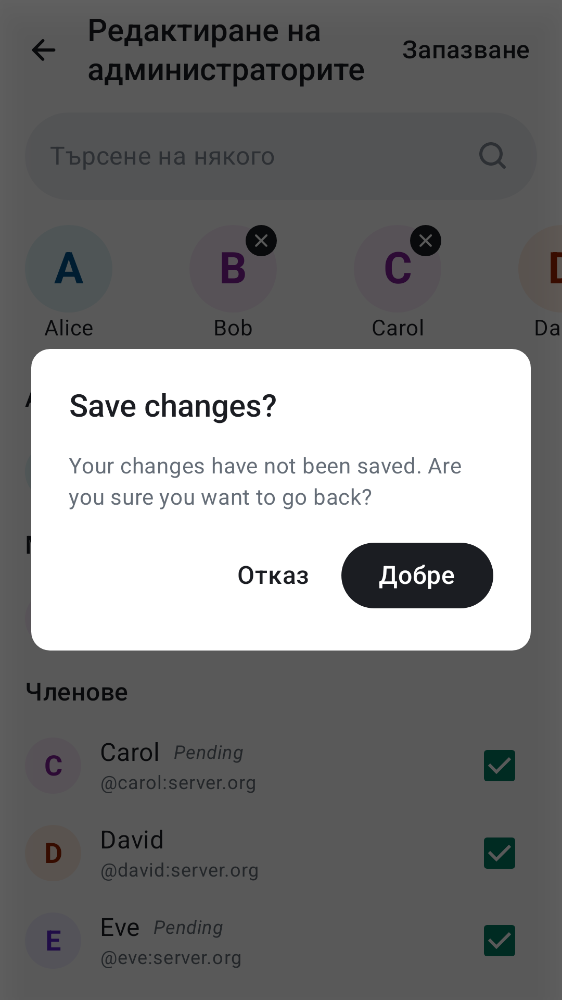 Редактиране на
администраторите
Запазване
Търсене на някого
A
B
C
Alice
Bob
Carol
Da
Save changes?
Your changes have not been saved. Are
you sure you want to go back?
Отказ
Добре
Членове
C
Carol Pending
@carol:server.org
D
David
@david:server.org
E
Eve Pending
@eve:server.org